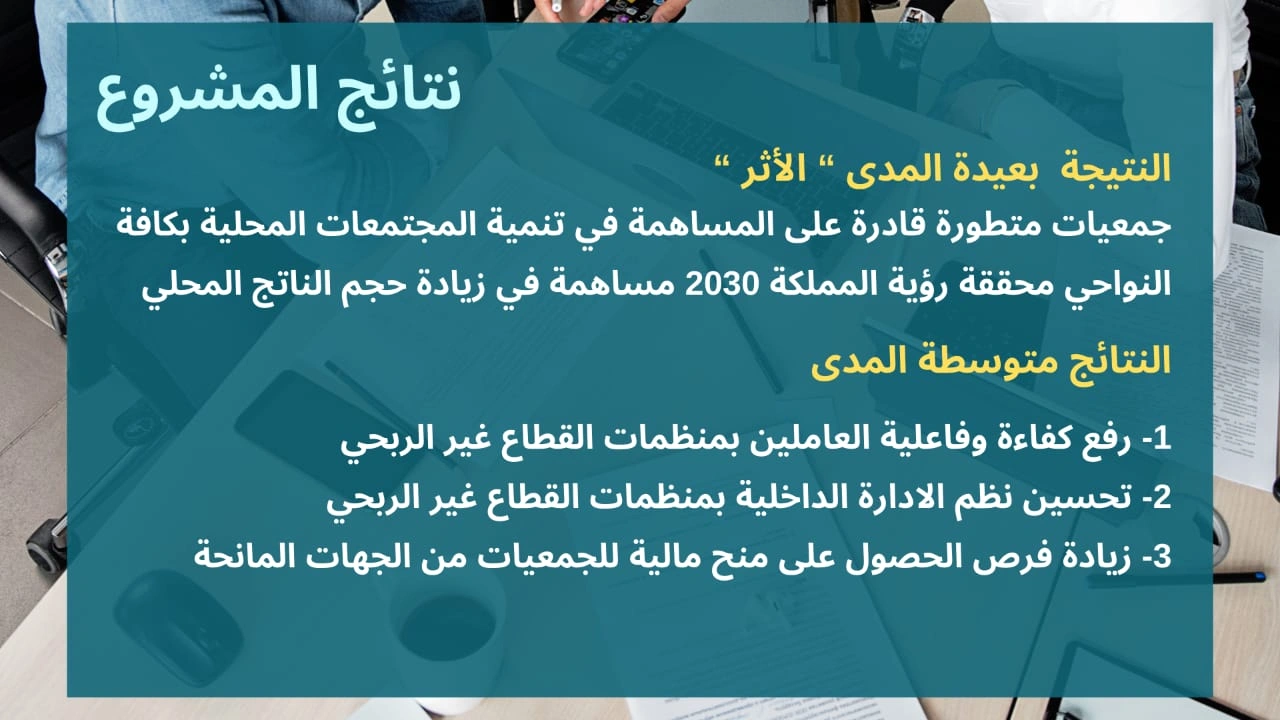 نتائج المشروع
النتيجة  بعيدة المدى “ الأثر “
جمعيات متطورة قادرة على المساهمة في تنمية المجتمعات المحلية بكافة
النواحي محققة رؤية المملكة 2030 مساهمة في زيادة حجم الناتج المحلي
النتائج متوسطة المدى
1- رفع كفاءة وفاعلية العاملين بمنظمات القطاع غير الربحي
2- تحسين نظم الادارة الداخلية بمنظمات القطاع غير الربحي
3- زيادة فرص الحصول على منح مالية للجمعيات من الجهات المانحة